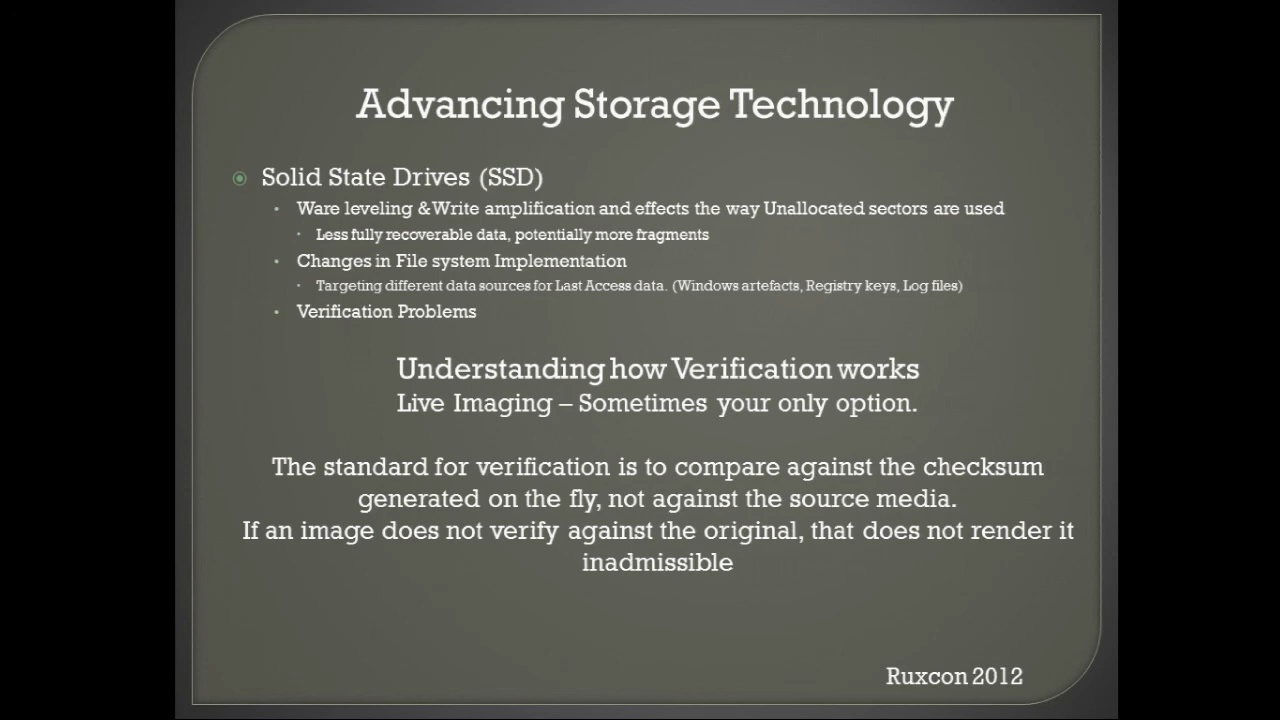 Advancing Storage Technology
Solid State Drives (SSD)
Ware leveling &Write amplification and effects the way Unallocated sectors are used
Less fully recoverable data, potentially more fragments
Changes in File system Implementation
Targeting different data sources for Last Access data. (Windows artefacts, Registry keys, Log files)
Verification Problems
Understanding how Verification works
Live Imaging – Sometimes your only option.
The standard for verification is to compare against the checksum
generated on the fly, not against the source media.
If an image does not verify against the original, that does not render it
inadmissible
Ruxcon 2012